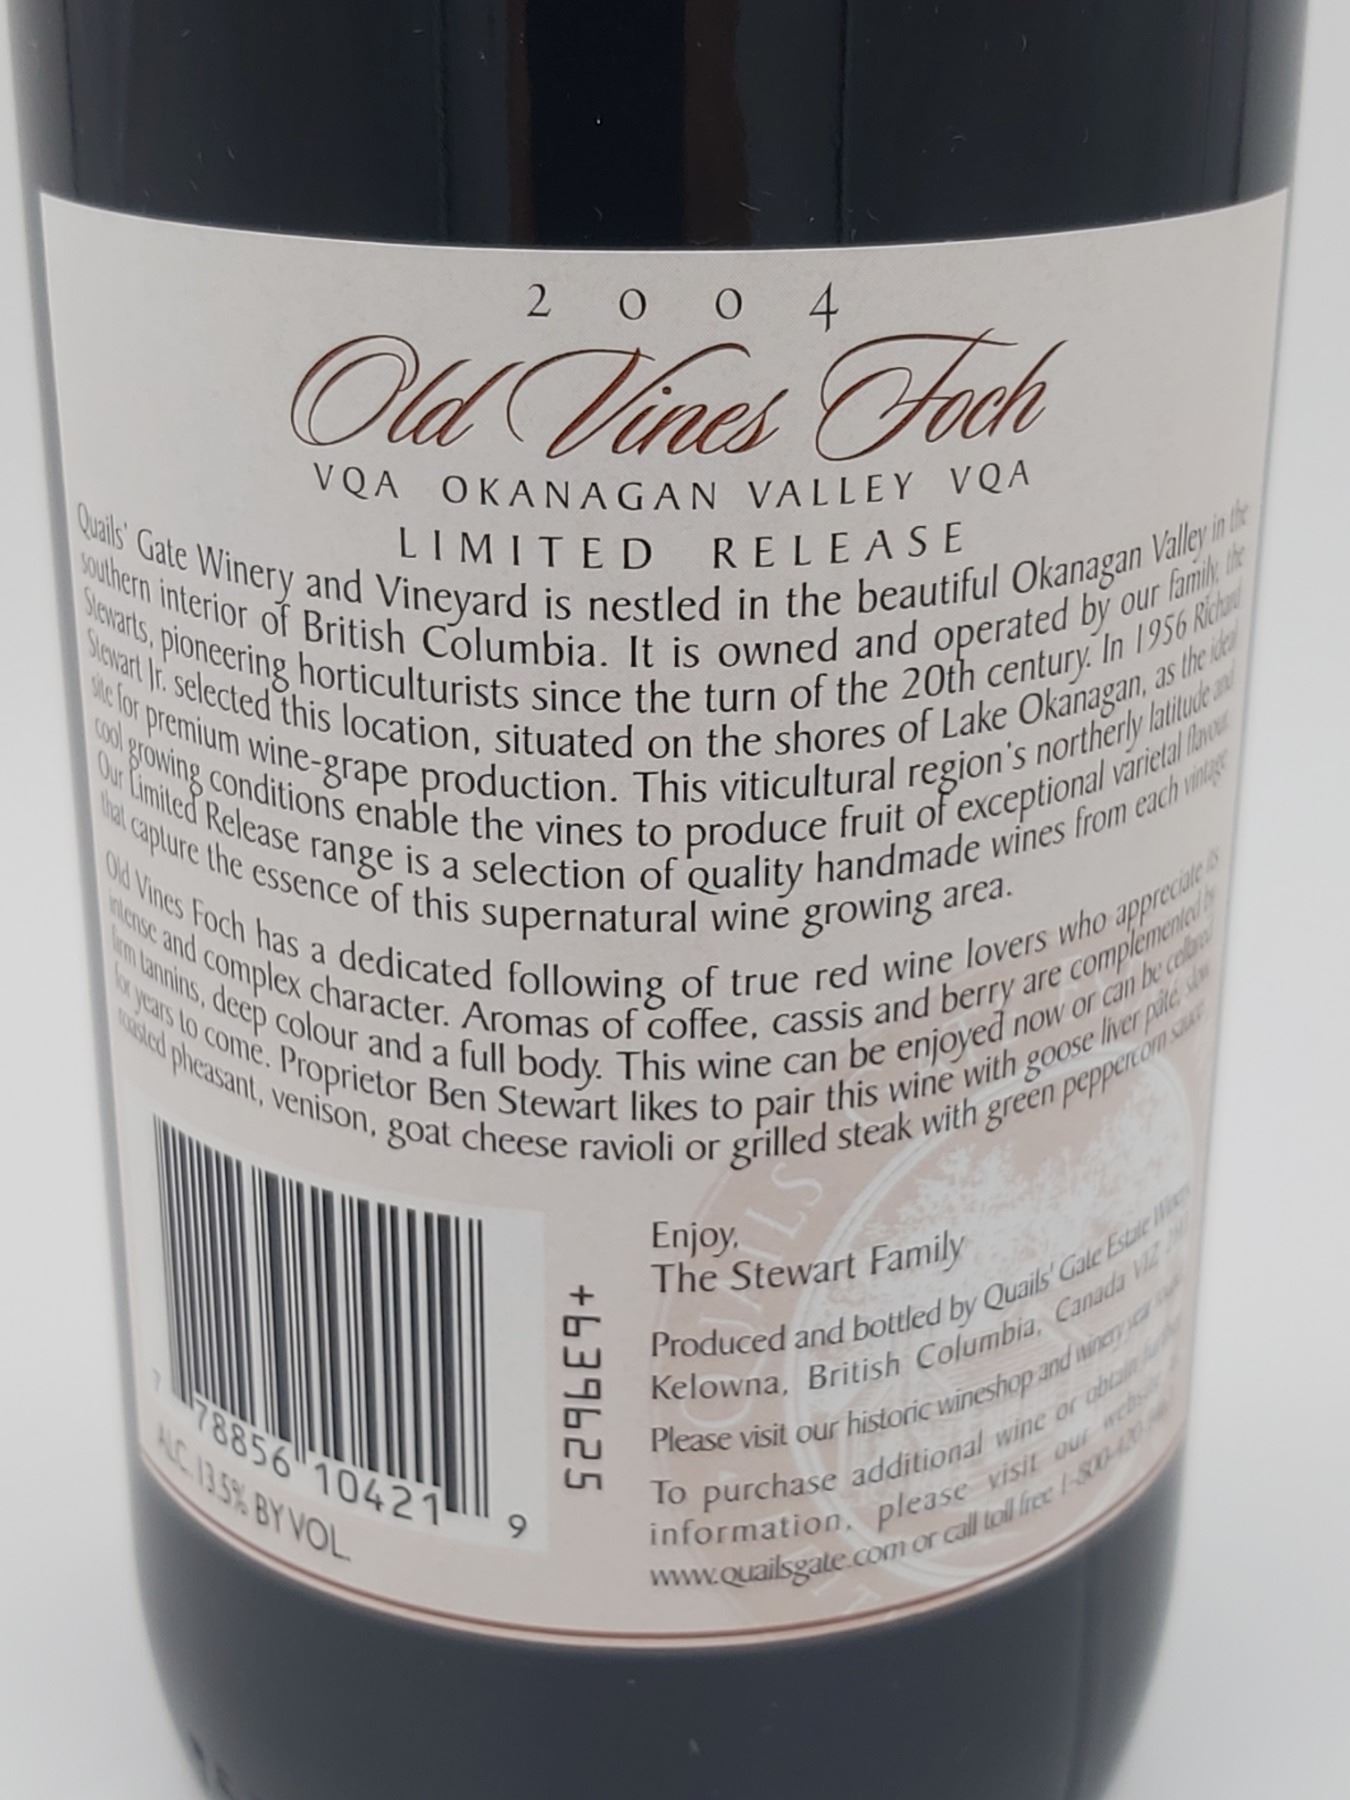 2004
Old Vines Foch
VQA OKANAGAN VALLEY VQA
LIMITED RELEASE
Quails' Gate Winery and Vineyard is nestled in the beautiful Okanagan Valley in the
southern interior of British Columbia. It is owned and operated by our family, the
Stewarts, pioneering horticulturists since the turn of the 20th century. In 1956 Richard
Stewart Jr. selected this location, situated on the shores of Lake Okanagan, as the ideal
site for premium wine-grape production. This viticultural region's northerly latitude and
cool growing conditions enable the vines to produce fruit of exceptional varietal flavour.
Our Limited Release range is a selection of quality handmade wines from each vintage
that capture the essence of this supernatural wine growing area.
Old Vines Foch has a dedicated following of true red wine lovers who appreciate its
intense and complex character. Aromas of coffee, cassis and berry are complemented by
firm tannins, deep colour and a full body. This wine can be enjoyed now or can be cellared
for years to come. Proprietor Ben Stewart likes to pair this wine with goose liver pâté, slow
roasted pheasant, venison, goat cheese ravioli or grilled steak with green peppercorn sauce.
Enjoy,
The Stewart Family
Produced and bottled by Quails' Gate Estate Winery
Kelowna, British Columbia, Canada V1Z
Please visit our historic wineshop and winery year round.
To purchase additional wine or obtain further
information, please visit our website at
www.quailsgate.com or call toll free 1-800-420
+639625
7 78856 10421 9
ALC. 13.5% BY VOL.
QUAILS' GATE